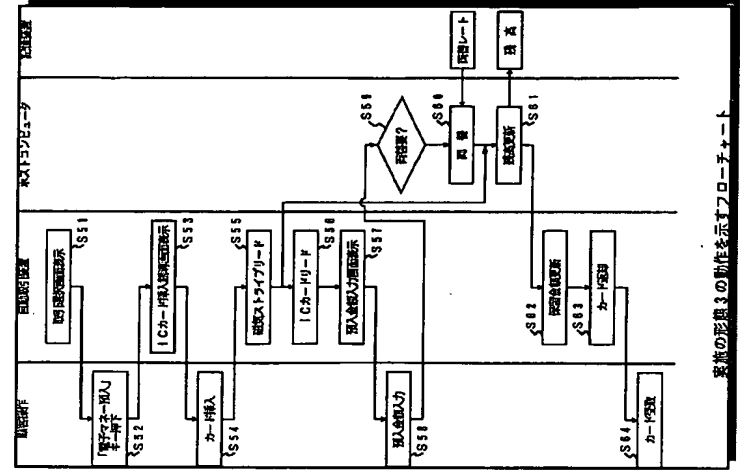 顧客操作
自動取引装置
ホストコンピュータ
記憶装置
取引選択画面表示
S51
「電子マネー預入」
キー押下
S52
ICカード挿入誘導画面表示
S53
カード挿入
S54
磁気ストライプリード
S55
ICカードリード
S56
預入金額入力画面表示
S57
預入金額入力
S58
両替要?
S59
両替
S60
両替レート
残高更新
S61
残高
保留金額更新
S62
カード返却
S63
カード受取
S64
実施の形態3の動作を示すフローチャート